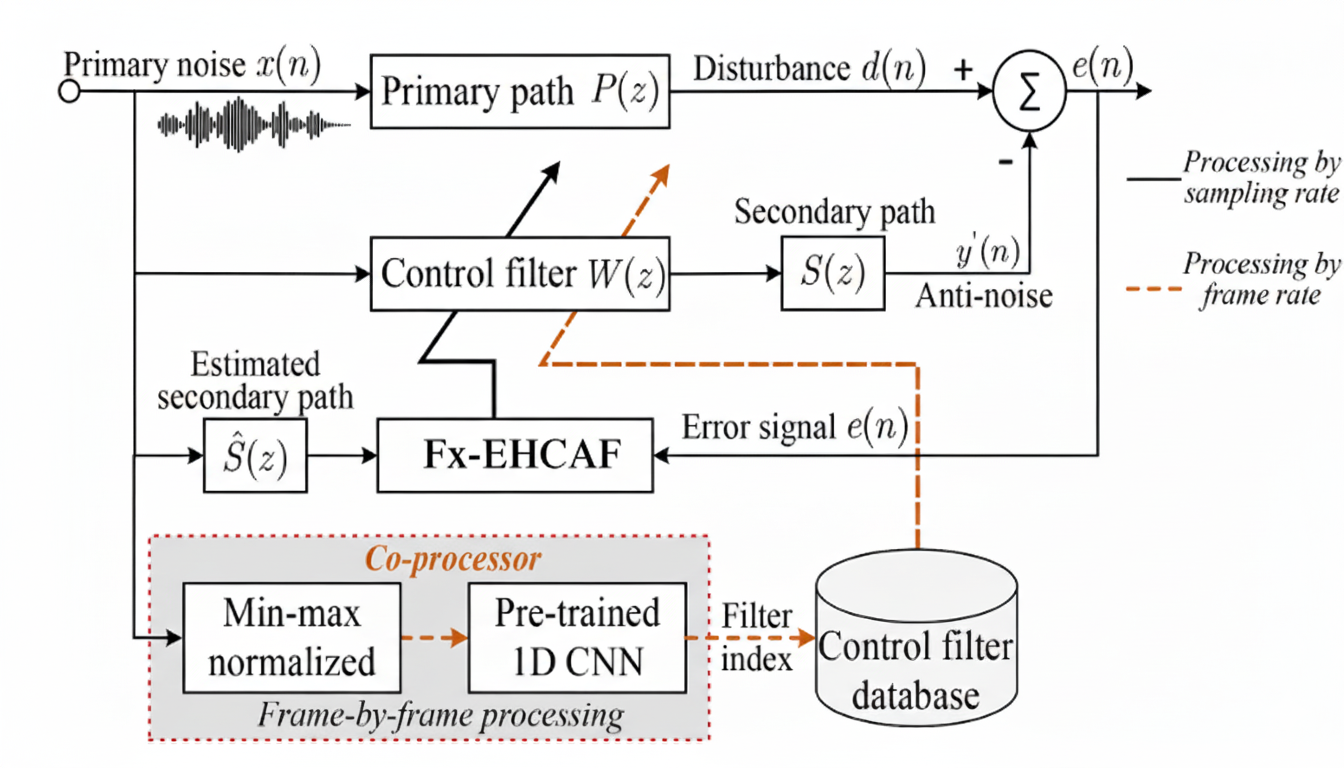 Primary noise x(n)
Primary path P(z)
Disturbance d(n)
+
Σ
e(n)
-
Processing by
sampling rate
Secondary path
Control filter W(z)
S(z)
y'(n)
Anti-noise
Processing by
frame rate
Estimated
secondary path
Ŝ(z)
Fx-EHCAF
Error signal e(n)
Co-processor
Min-max
normalized
Pre-trained
1D CNN
Filter
index
Control filter
database
Frame-by-frame processing